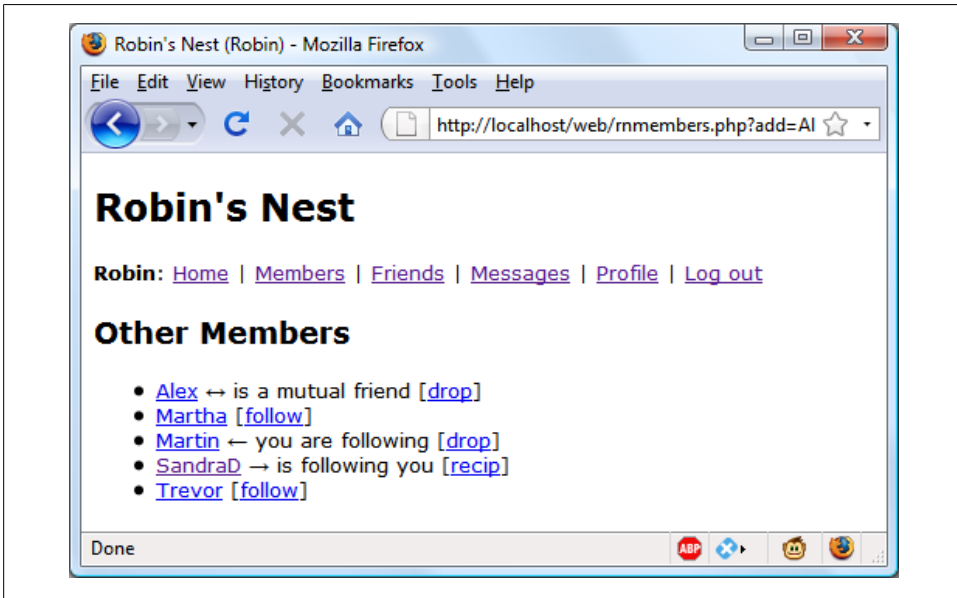 Robin's Nest (Robin) - Mozilla Firefox
File Edit View History Bookmarks Tools Help
http://localhost/web/rnmembers.php?add=Al
Robin's Nest
Robin: Home | Members | Friends | Messages | Profile | Log out
Other Members
• Alex ↔ is a mutual friend [drop]
• Martha [follow]
• Martin ← you are following [drop]
• SandraD → is following you [recip]
• Trevor [follow]
Done
ABP